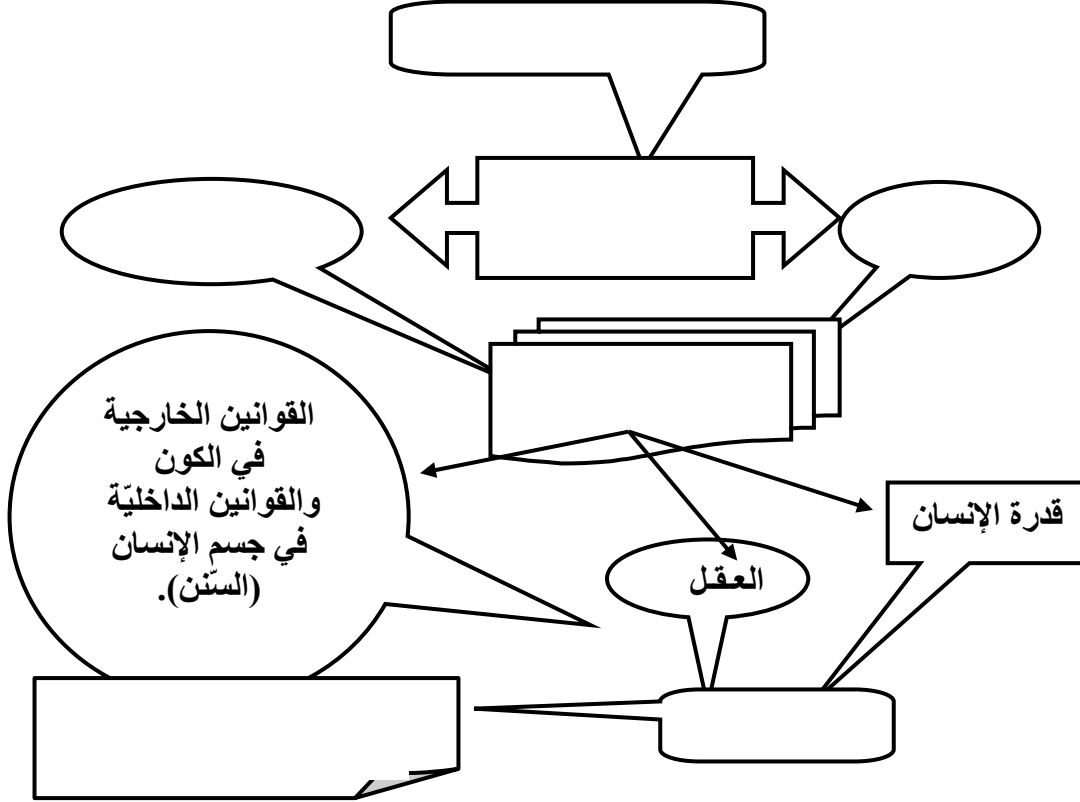 القوانين الخارجية
في الكون
والقوانين الداخليّة
في جسم الإنسان
(السّنن).
قدرة الإنسان
العقل